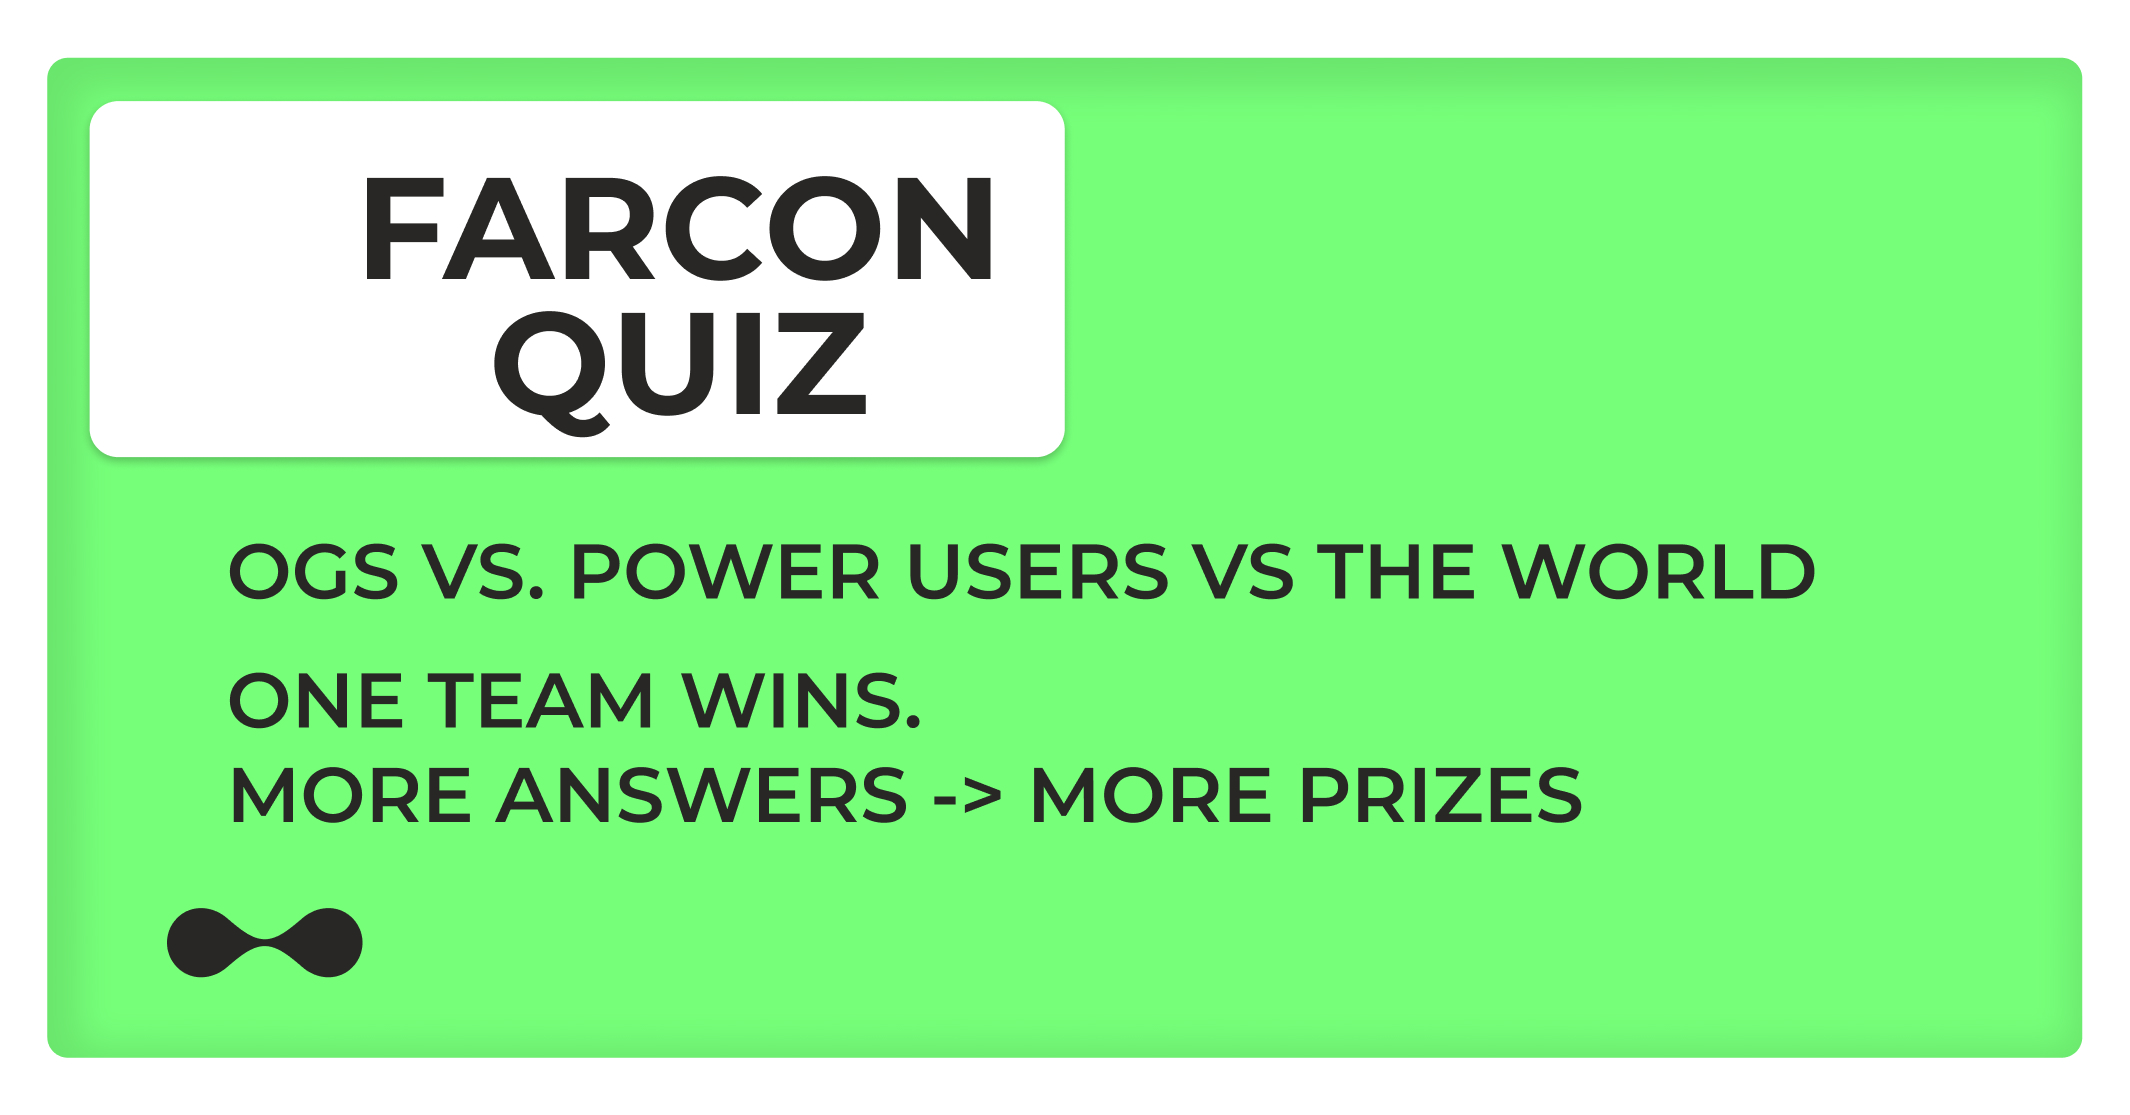 FARCON
QUIZ
OGS VS. POWER USERS VS THE WORLD
ONE TEAM WINS.
MORE ANSWERS -> MORE PRIZES